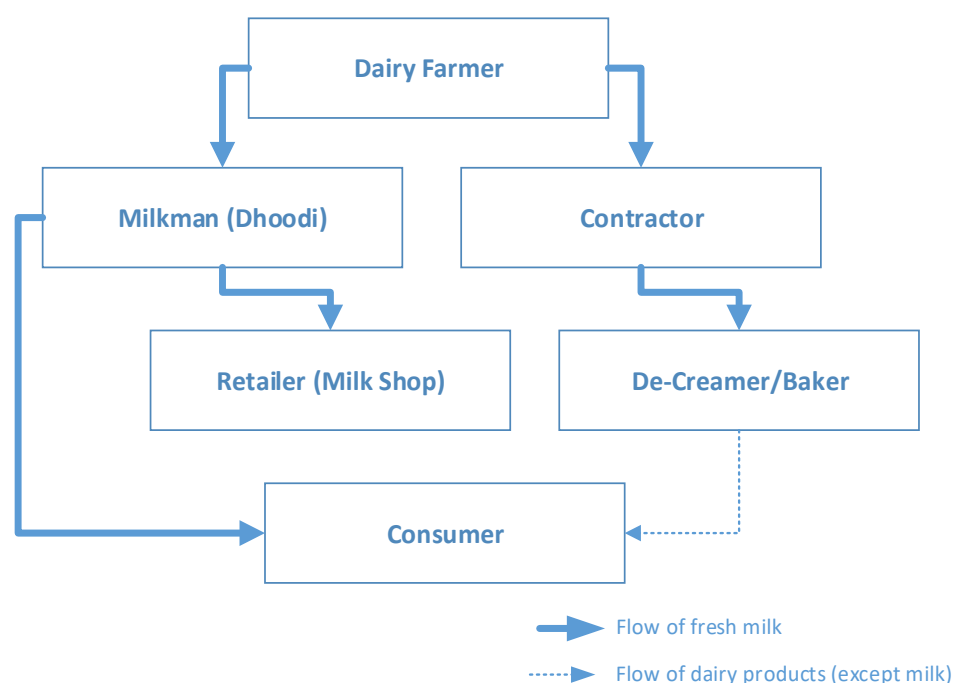 Dairy Farmer
Milkman (Dhoodi)
Contractor
Retailer (Milk Shop)
De-Creamer/Baker
Consumer
Flow of fresh milk
Flow of dairy products (except milk)